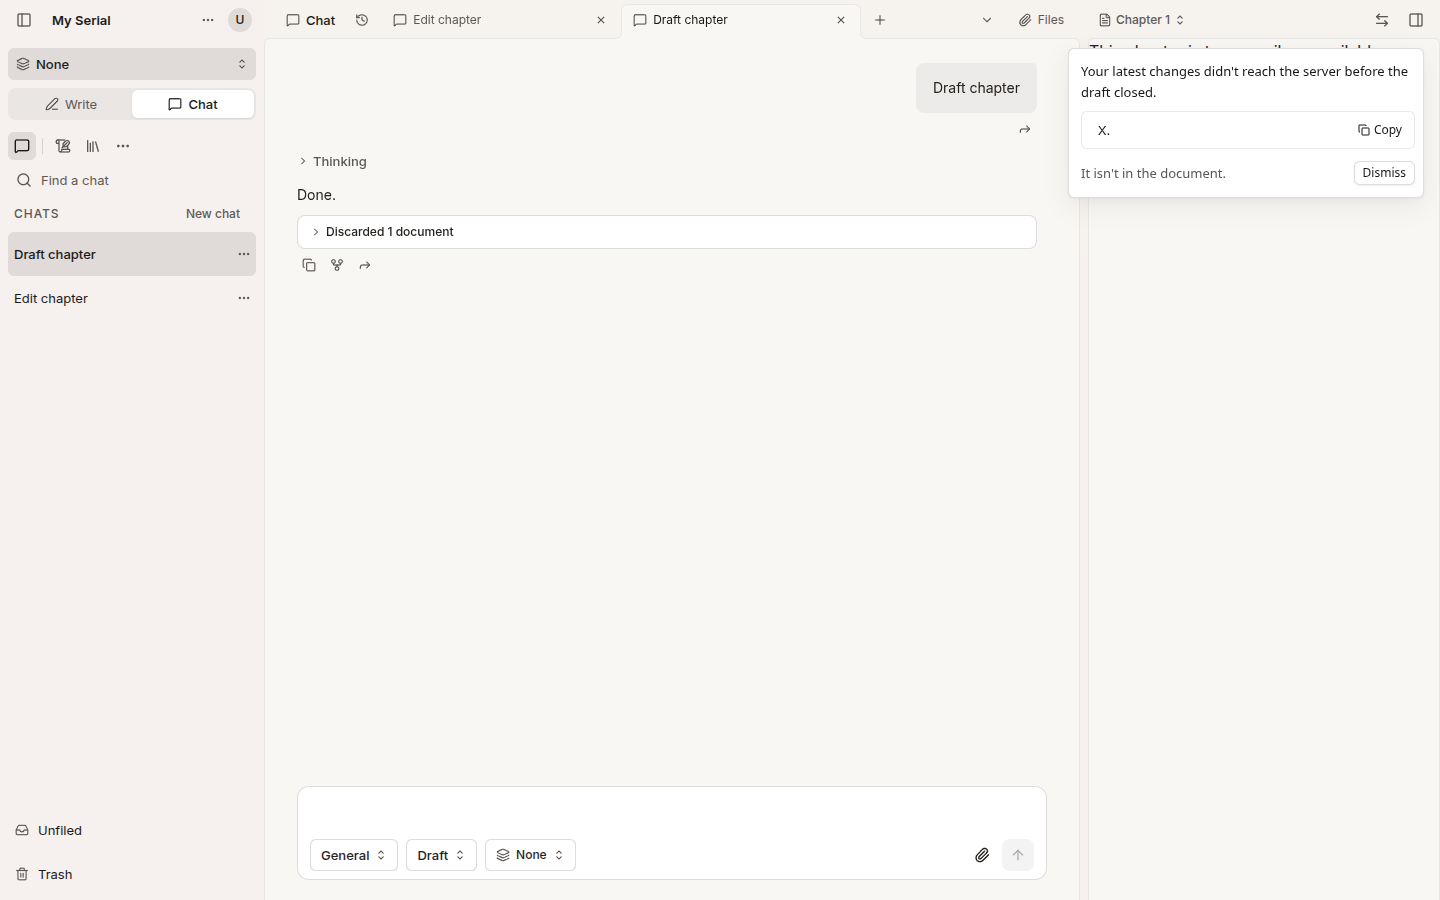 My Serial
U
None
Write
Chat
Find a chat
CHATS
New chat
Draft chapter
Edit chapter
Unfiled
Trash
Chat
Edit chapter
Draft chapter
Files
Chapter 1
Draft chapter
Thinking
Done.
Discarded 1 document
General
Draft
None
Your latest changes didn't reach the server before the
draft closed.
X.
Copy
It isn't in the document.
Dismiss